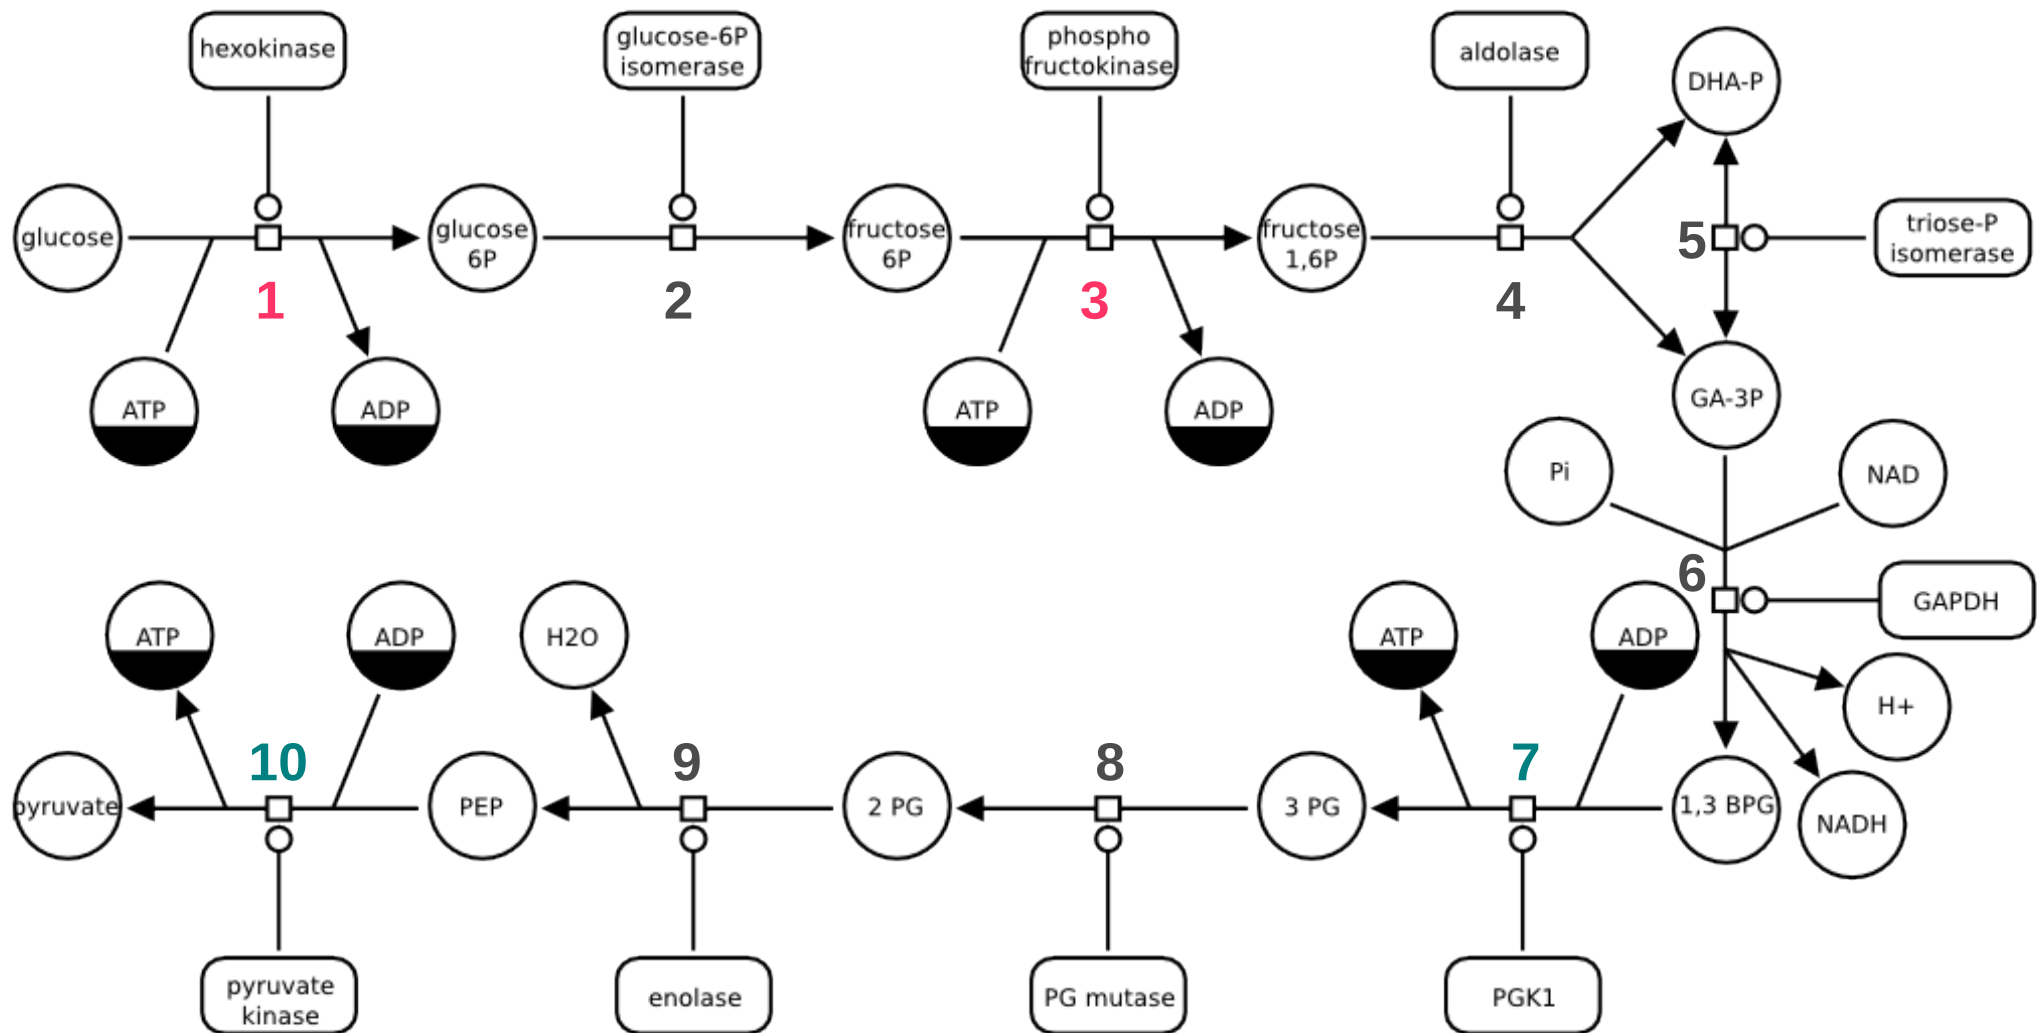 hexokinase
glucose-6P
isomerase
phospho
fructokinase
aldolase
DHA-P
glucose
glucose
6P
fructose
6P
fructose
1,6P
5
triose-P
isomerase
1
2
3
4
ATP
ADP
ATP
ADP
GA-3P
Pi
NAD
6
GAPDH
ATP
ADP
H2O
ATP
ADP
H+
10
9
8
7
pyruvate
PEP
2 PG
3 PG
1,3 BPG
NADH
pyruvate
kinase
enolase
PG mutase
PGK1